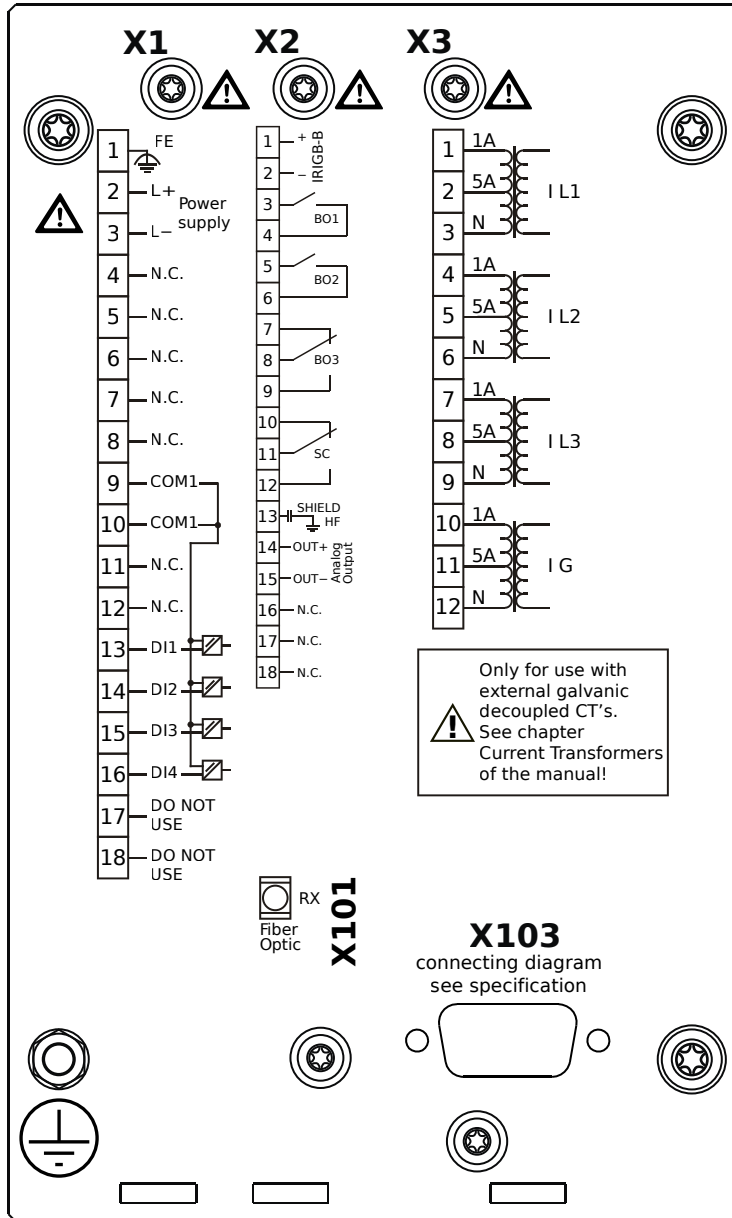 X1
1 FE
2 L+ Power
3 L− supply
4 N.C.
5 N.C.
6 N.C.
7 N.C.
8 N.C.
9 COM1
10 COM1
11 N.C.
12 N.C.
13 DI1
14 DI2
15 DI3
16 DI4
17 DO NOT
USE
18 DO NOT
USE
X2
1 +
2 −
IRIGB-B
3
4
BO1
5
6
BO2
7
8 BO3
9
10
11 SC
12
13 SHIELD
HF
14 OUT+
15 OUT−
Analog
Output
16 N.C.
17 N.C.
18 N.C.
X3
1 1A
2 5A I L1
3 N
4 1A
5 5A I L2
6 N
7 1A
8 5A I L3
9 N
10 1A
11 5A I G
12 N
Only for use with
external galvanic
decoupled CT's.
See chapter
Current Transformers
of the manual!
!
!
!
!
!
RX
Fiber
Optic
X101
X103
connecting diagram
see specification